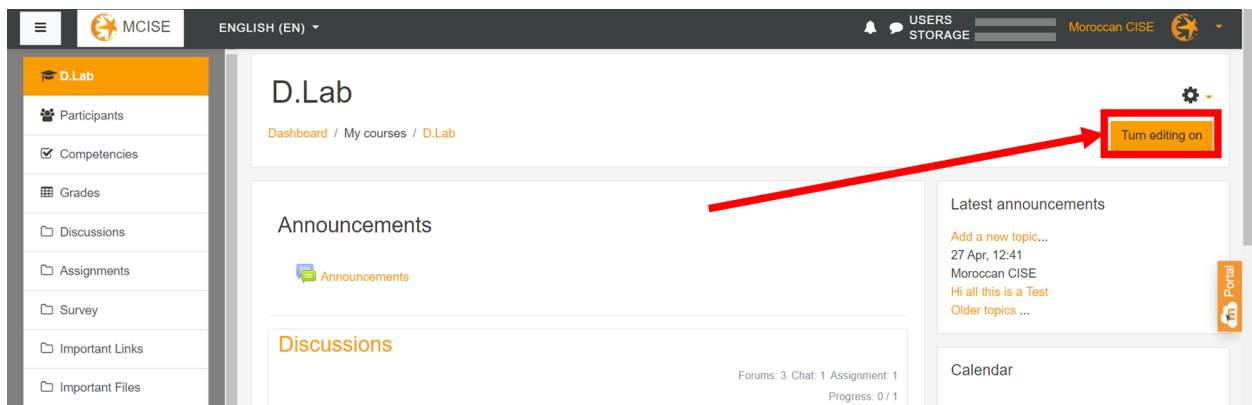 MCISE
ENGLISH (EN)
USERS
STORAGE
Moroccan CISE
D.Lab
Participants
Competencies
Grades
Discussions
Assignments
Survey
Important Links
Important Files
D.Lab
Dashboard / My courses / D.Lab
Turn editing on
Announcements
Announcements
Discussions
Forums: 3 Chat: 1 Assignment: 1
Progress: 0 / 1
Latest announcements
Add a new topic...
27 Apr, 12:41
Moroccan CISE
Hi all this is a Test
Older topics ...
Calendar
m Portal